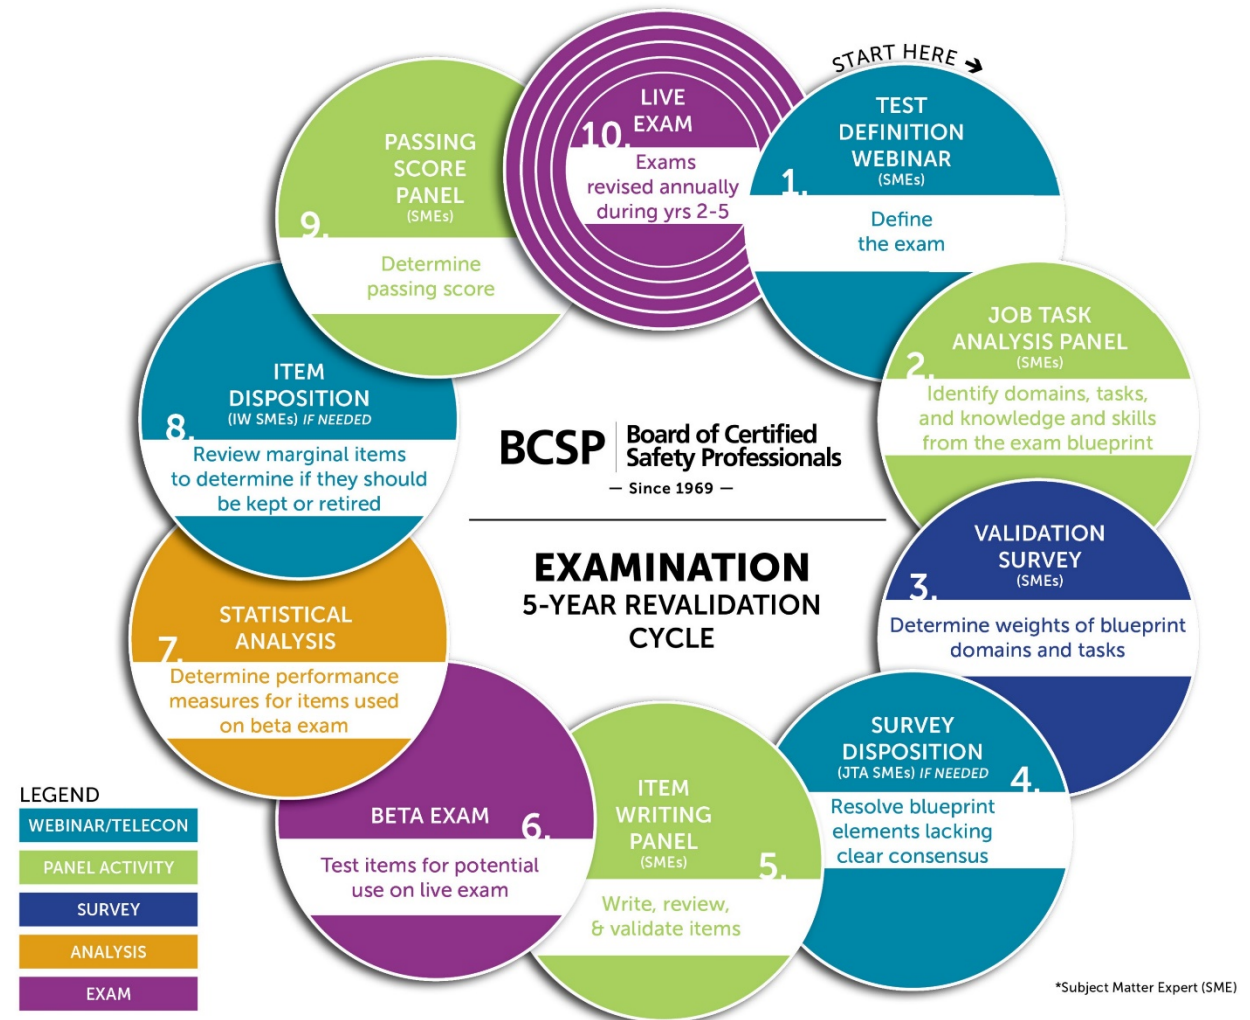 START HERE →
1.
TEST
DEFINITION
WEBINAR
(SMEs)
Define
the exam
2.
JOB TASK
ANALYSIS PANEL
(SMEs)
Identify domains, tasks,
and knowledge and skills
from the exam blueprint
3.
VALIDATION
SURVEY
(SMEs)
Determine weights of blueprint
domains and tasks
4.
SURVEY
DISPOSITION
(JTA SMEs) IF NEEDED
Resolve blueprint
elements lacking
clear consensus
5.
ITEM
WRITING
PANEL
(SMEs)
Write, review,
& validate items
6.
BETA EXAM
Test items for potential
use on live exam
7.
STATISTICAL
ANALYSIS
Determine performance
measures for items used
on beta exam
8.
ITEM
DISPOSITION
(IW SMEs) IF NEEDED
Review marginal items
to determine if they should
be kept or retired
9.
PASSING
SCORE
PANEL
(SMEs)
Determine
passing score
10.
LIVE
EXAM
Exams
revised annually
during yrs 2-5
BCSP
Board of Certified
Safety Professionals
— Since 1969 —
EXAMINATION
5-YEAR REVALIDATION
CYCLE
LEGEND
WEBINAR/TELECON
PANEL ACTIVITY
SURVEY
ANALYSIS
EXAM
*Subject Matter Expert (SME)